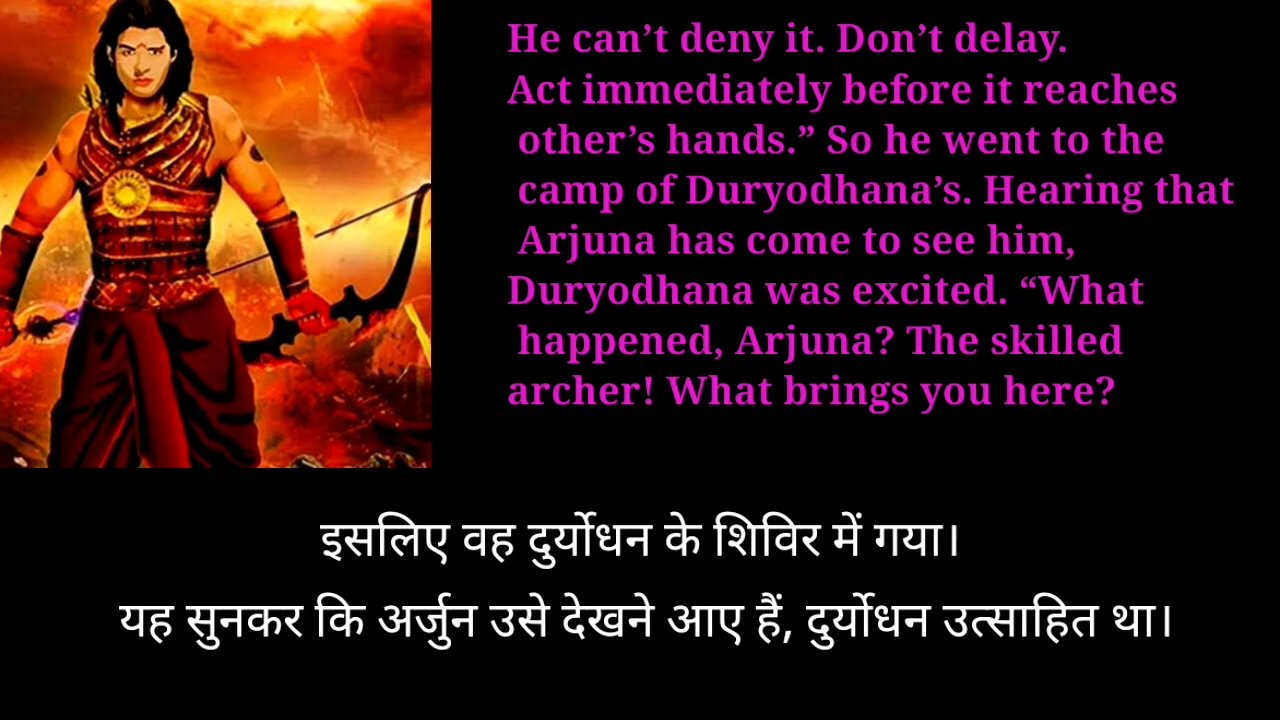 He can’t deny it. Don’t delay.
Act immediately before it reaches
other’s hands.” So he went to the
camp of Duryodhana’s. Hearing that
Arjuna has come to see him,
Duryodhana was excited. “What
happened, Arjuna? The skilled
archer! What brings you here?
इसलिए वह दुर्योधन के शिविर में गया।
यह सुनकर कि अर्जुन उसे देखने आए हैं, दुर्योधन उत्साहित था।